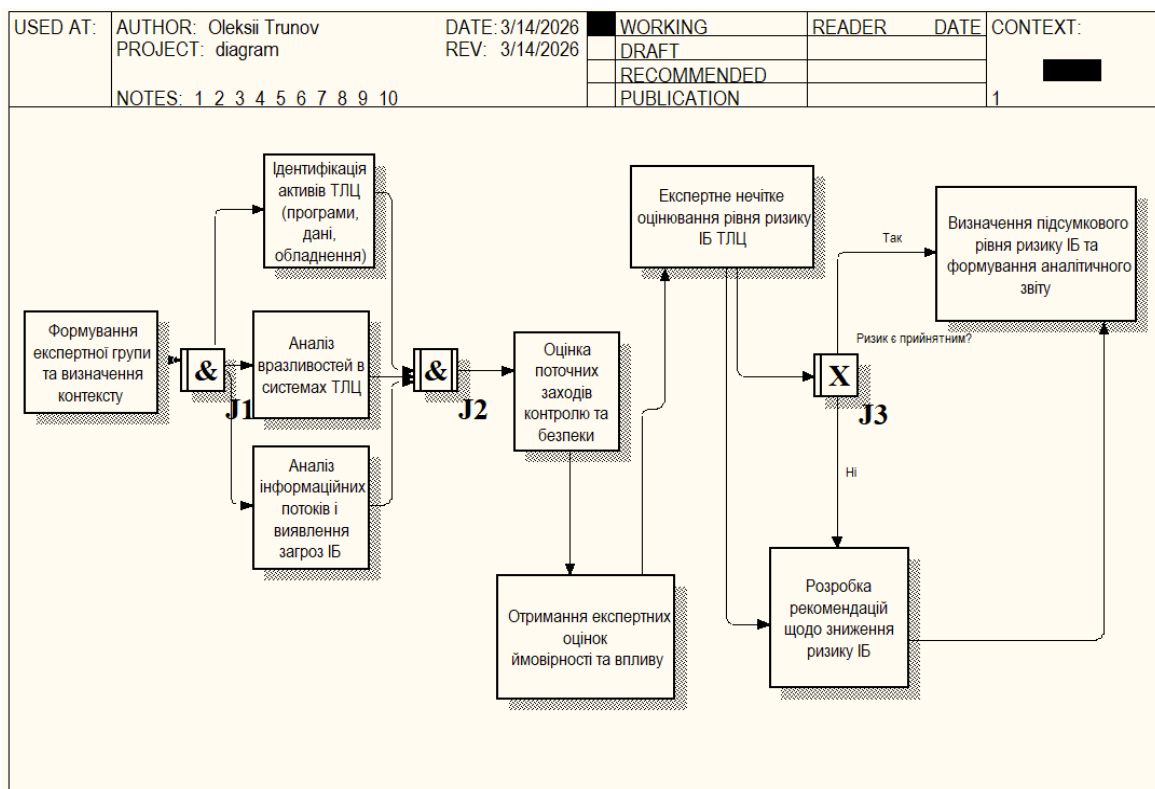 USED AT:
AUTHOR: Oleksii Trunov
DATE: 3/14/2026
PROJECT: diagram
REV: 3/14/2026
NOTES: 1 2 3 4 5 6 7 8 9 10
WORKING
DRAFT
RECOMMENDED
PUBLICATION
READER
DATE
CONTEXT:
1
Формування
експертної групи
та визначення
контексту
&
J1
Ідентифікація
активів ТЛЦ
(програми,
дані,
обладнення)
Аналіз
вразливостей в
системах ТЛЦ
Аналіз
інформаційних
потоків і
виявлення
загроз ІБ
&
J2
Оцінка
поточних
заходів
контролю та
безпеки
Отримання експертних
оцінок
ймовірності та впливу
Експертне нечітке
оцінювання рівня ризику
ІБ ТЛЦ
X
J3
Так
Ризик є прийнятним?
Ні
Визначення підсумкового
рівня ризику ІБ та
формування аналітичного
звіту
Розробка
рекомендацій
щодо зниження
ризику ІБ